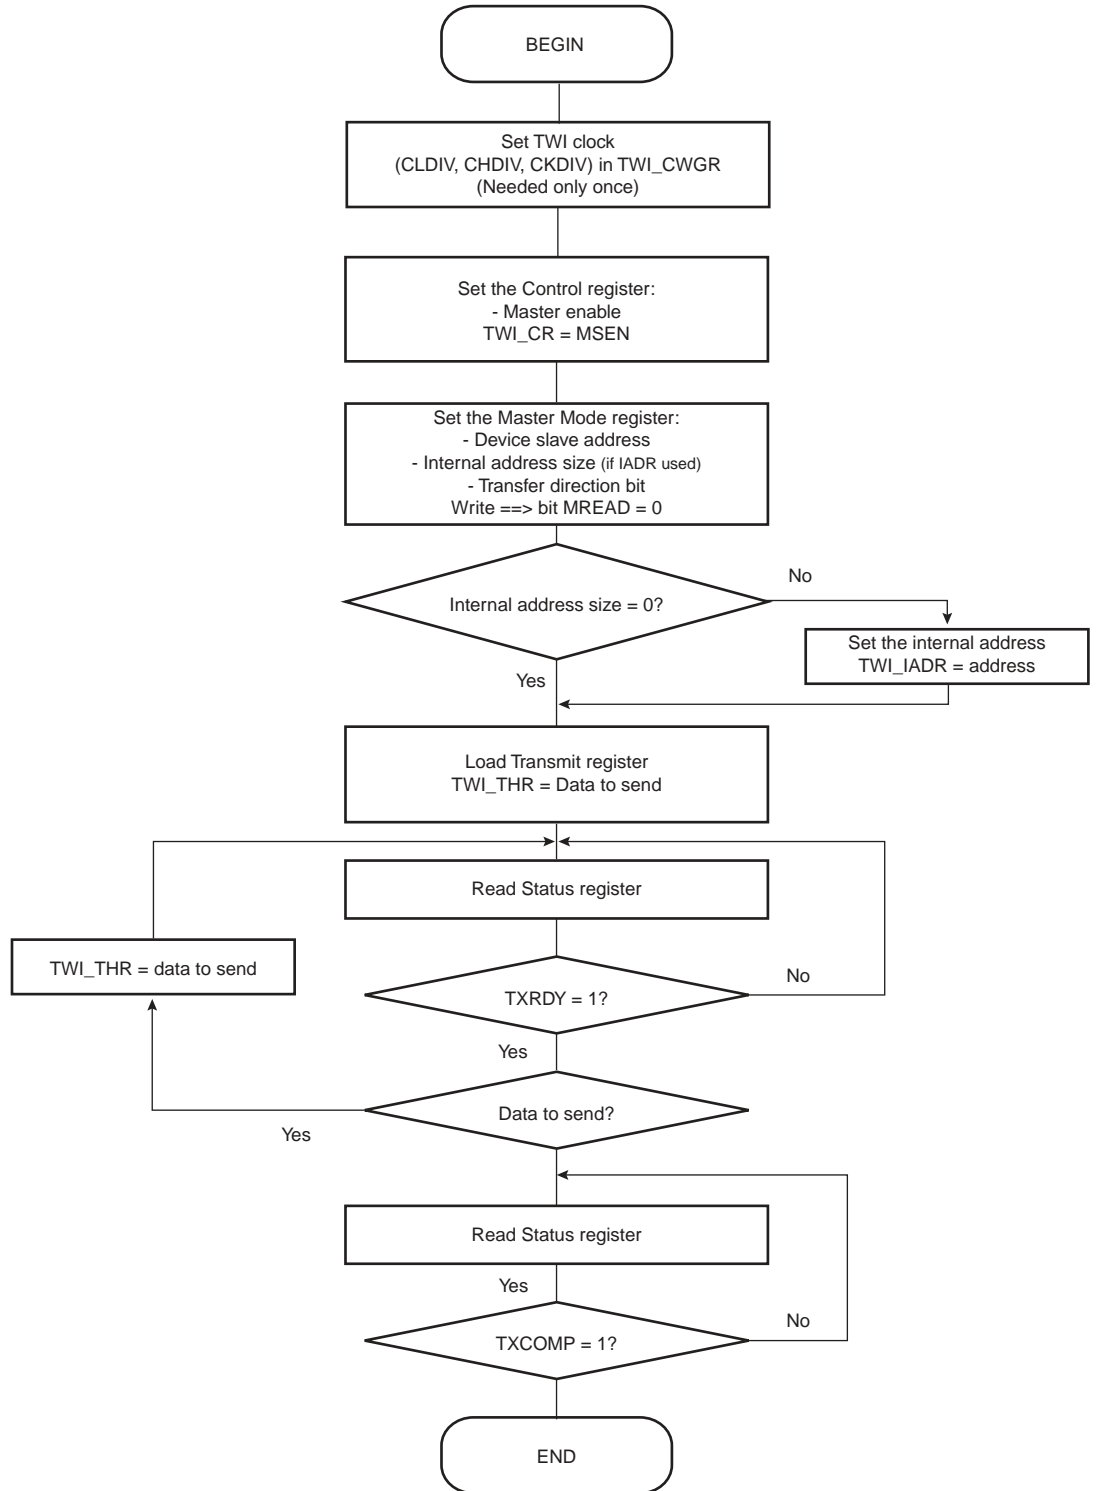 BEGIN
Set TWI clock
(CLDIV, CHDIV, CKDIV) in TWI_CWGR
(Needed only once)
Set the Control register:
- Master enable
TWI_CR = MSEN
Set the Master Mode register:
- Device slave address
- Internal address size (if IADR used)
- Transfer direction bit
Write ==> bit MREAD = 0
No
Internal address size = 0?
Set the internal address
TWI_IADR = address
Yes
Load Transmit register
TWI_THR = Data to send
Read Status register
TWI_THR = data to send
No
TXRDY = 1?
Yes
Data to send?
Yes
Read Status register
Yes
No
TXCOMP = 1?
END